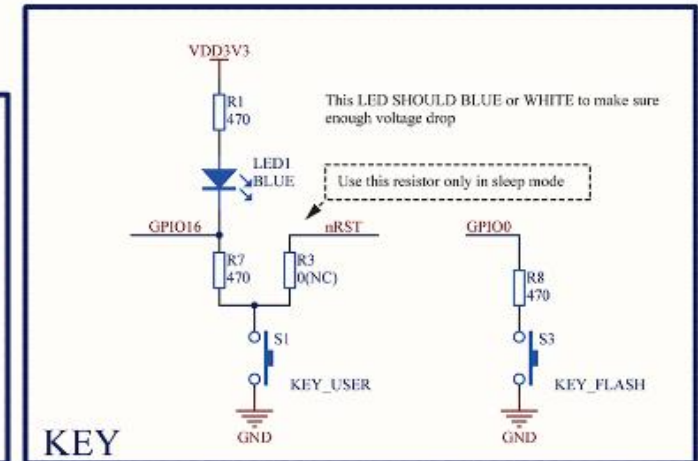 VDD3V3
R1
470
This LED SHOULD BLUE or WHITE to make sure
enough voltage drop
LED1
BLUE
Use this resistor only in sleep mode
GPIO16
nRST
GPIO0
R7
470
R3
0(NC)
R8
470
S1
S3
KEY_USER
KEY_FLASH
GND
GND
KEY